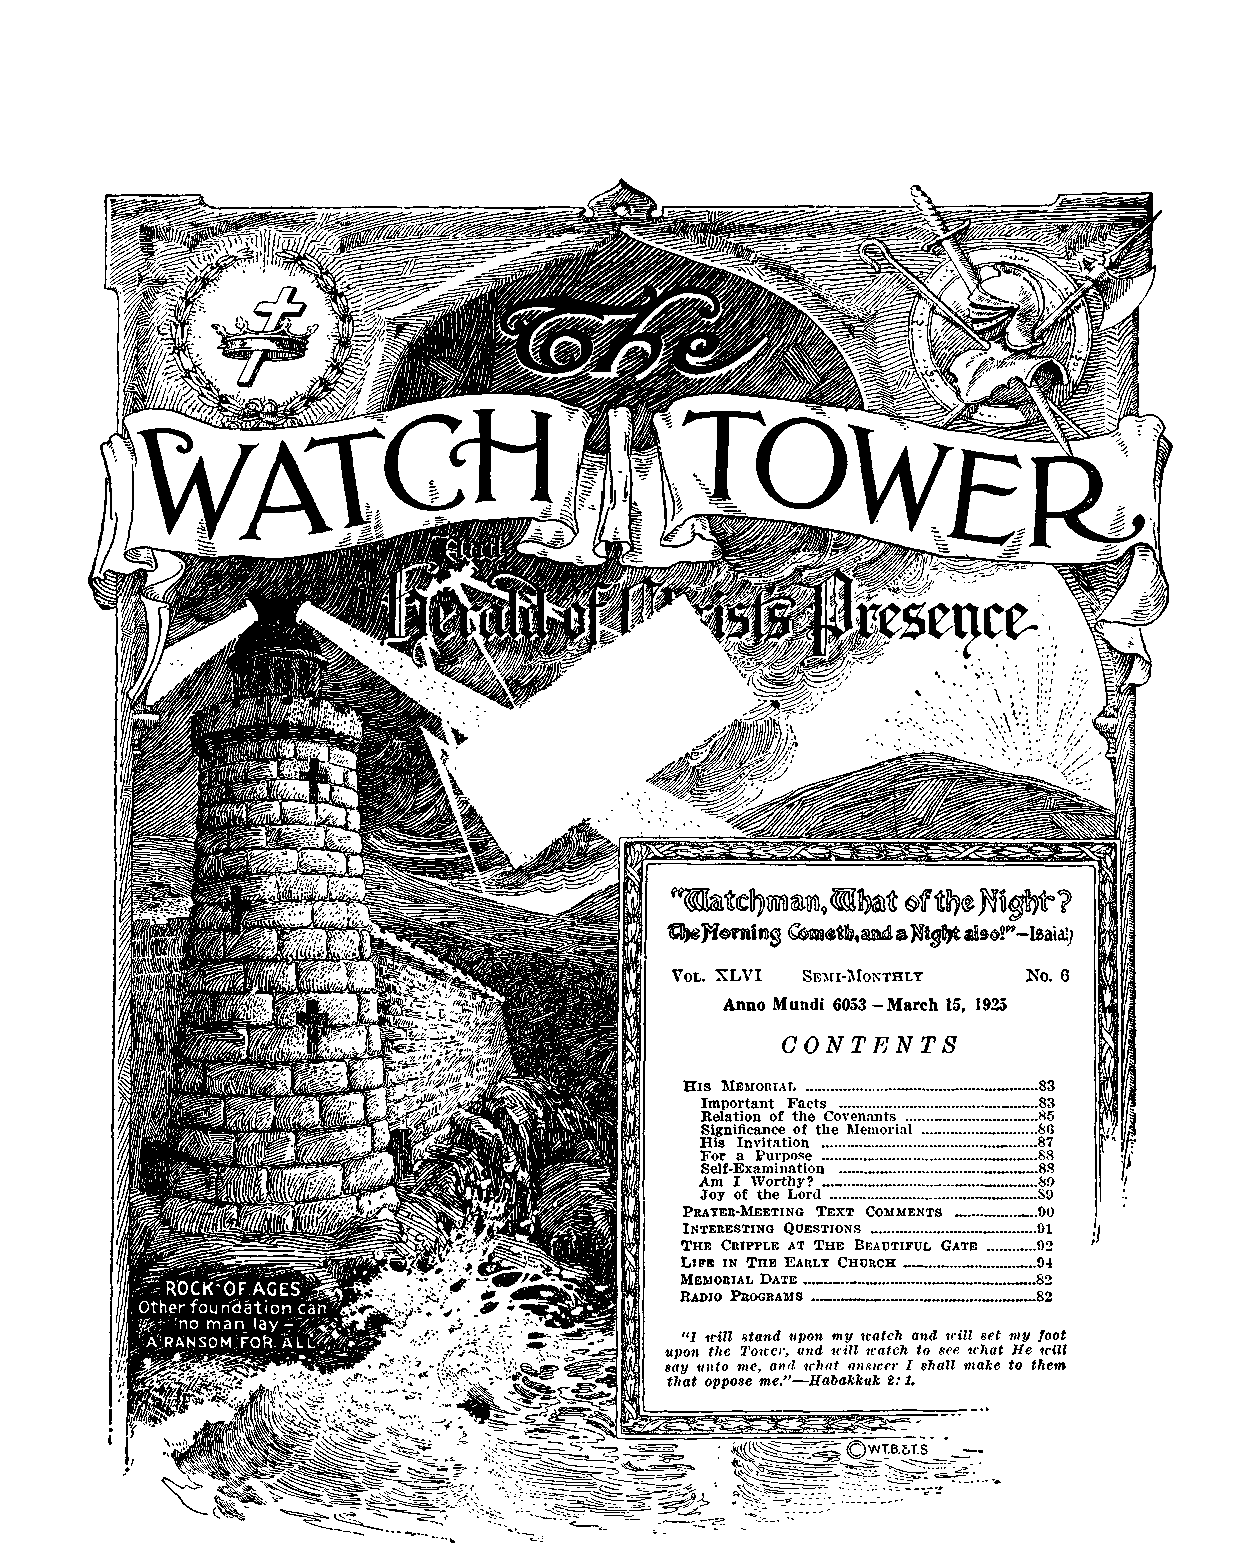 The
WATCH TOWER,
And
Herald of Christ's Presence
"Watchman, What of the Night?
The Morning Cometh, and a Night also!"—Isaiah
VOL. XLVI SEMI-MONTHLY No. 6
Anno Mundi 6053 — March 15, 1925
CONTENTS
HIS MEMORIAL 83
Important Facts 83
Relation of the Covenants 85
Significance of the Memorial 86
His Invitation 87
For a Purpose 88
Self-Examination 88
Am I Worthy? 89
Joy of the Lord 89
PRAYER-MEETING TEXT COMMENTS 90
INTERESTING QUESTIONS 91
THE CRIPPLE AT THE BEAUTIFUL GATE 92
LIFE IN THE EARLY CHURCH 94
MEMORIAL DATE 82
RADIO PROGRAMS 82
"I will stand upon my watch and will set my foot
upon the Tower, and will watch to see what He will
say unto me, and what answer I shall make to them
that oppose me."—Habakkuk 2: 1.
ROCK OF AGES
Other foundation can
no man lay—
A RANSOM FOR ALL
©W.T.B.&T.S